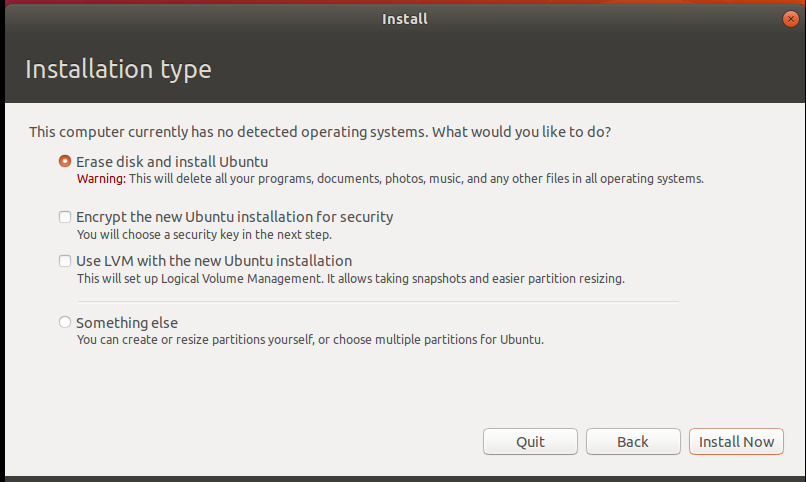 Install
Installation type
This computer currently has no detected operating systems. What would you like to do?
Erase disk and install Ubuntu
Warning: This will delete all your programs, documents, photos, music, and any other files in all operating systems.
Encrypt the new Ubuntu installation for security
You will choose a security key in the next step.
Use LVM with the new Ubuntu installation
This will set up Logical Volume Management. It allows taking snapshots and easier partition resizing.
Something else
You can create or resize partitions yourself, or choose multiple partitions for Ubuntu.
Quit Back Install Now